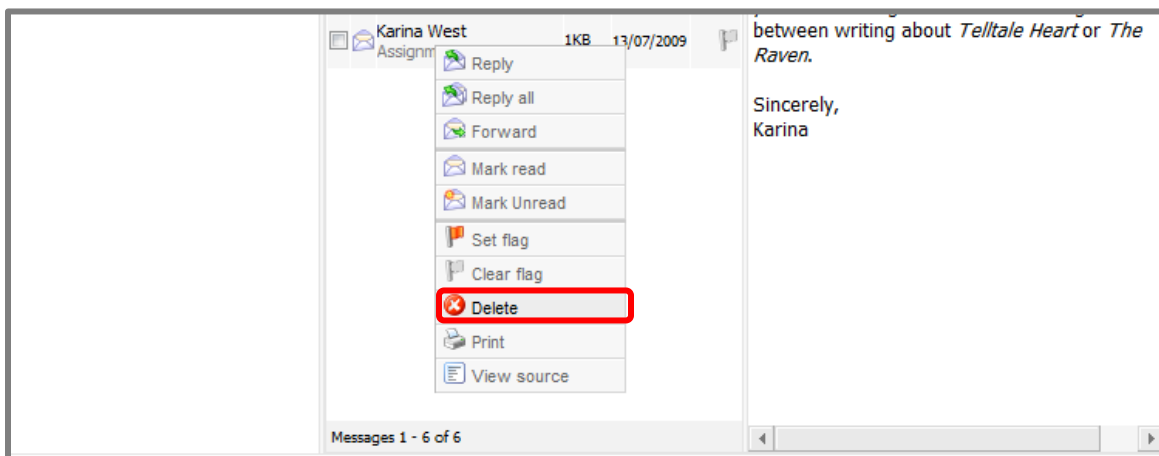 Karina West 1KB 13/07/2009
Assignm
Reply
Reply all
Forward
Mark read
Mark Unread
Set flag
Clear flag
Delete
Print
View source
Messages 1 - 6 of 6
between writing about Telltale Heart or The
Raven.
Sincerely,
Karina